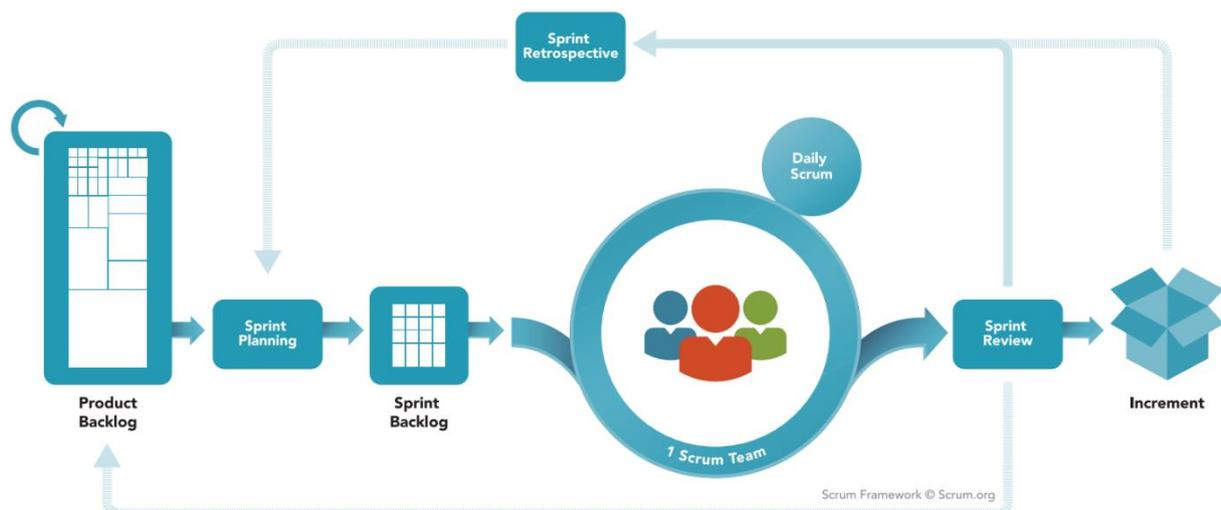 Sprint
Retrospective
Daily
Scrum
Sprint
Planning
Sprint
Review
Product
Backlog
Sprint
Backlog
Increment
1 Scrum Team
Scrum Framework © Scrum.org